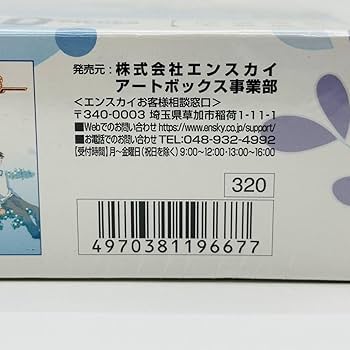 発売元：株式会社エンスカイ
アートボックス事業部
＜エンスカイお客様相談窓口＞
〒340-0003 埼玉県草加市稲荷1-11-1
■Webでのお問い合わせ https://www.ensky.co.jp/support/
■お電話でのお問い合わせ TEL:048-932-4992
【受付時間】月〜金曜日(祝日を除く) 9:00〜12:00・13:00〜16:00
320
4970381196677